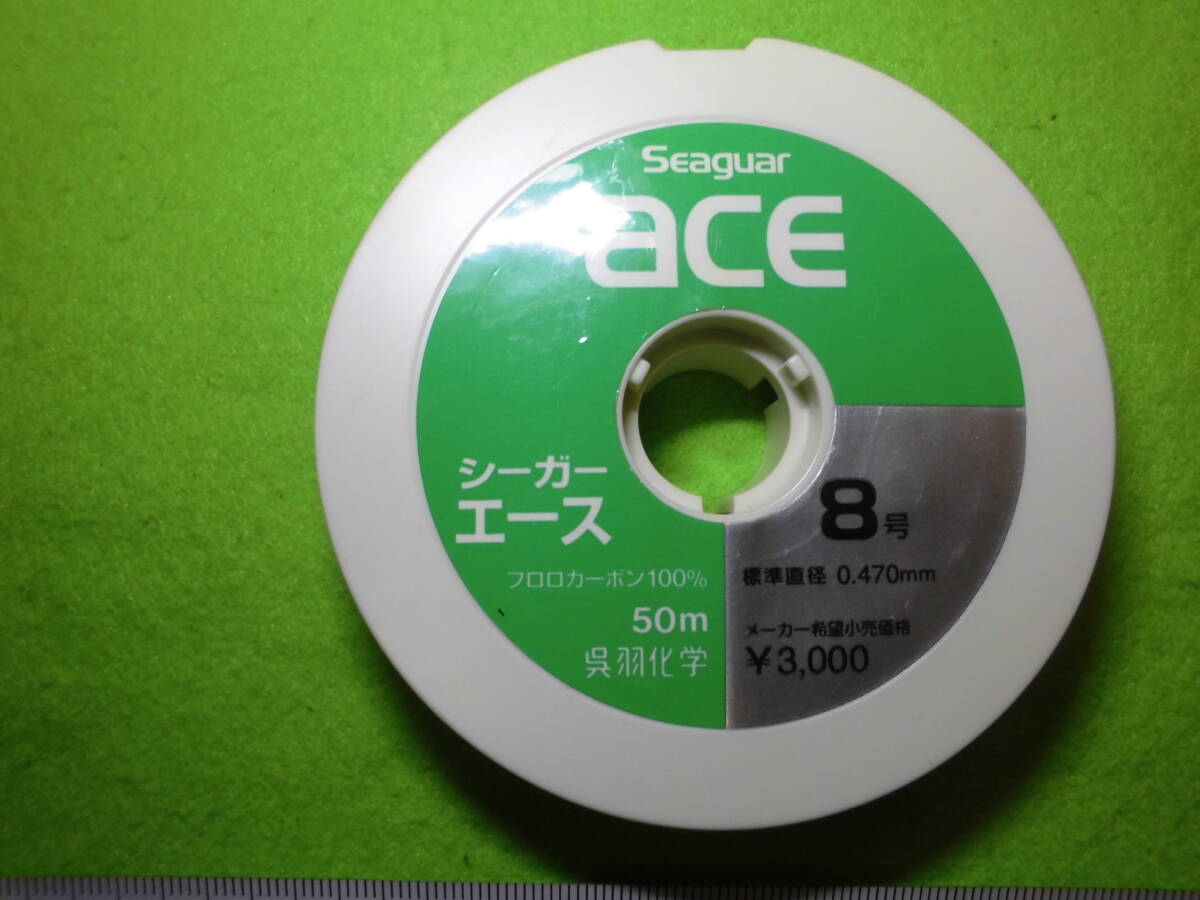 Seaguar
ace
シーガー
エース
フロロカーボン100%
50m
呉羽化学
8号
標準直径 0.470mm
メーカー希望小売価格
¥3,000